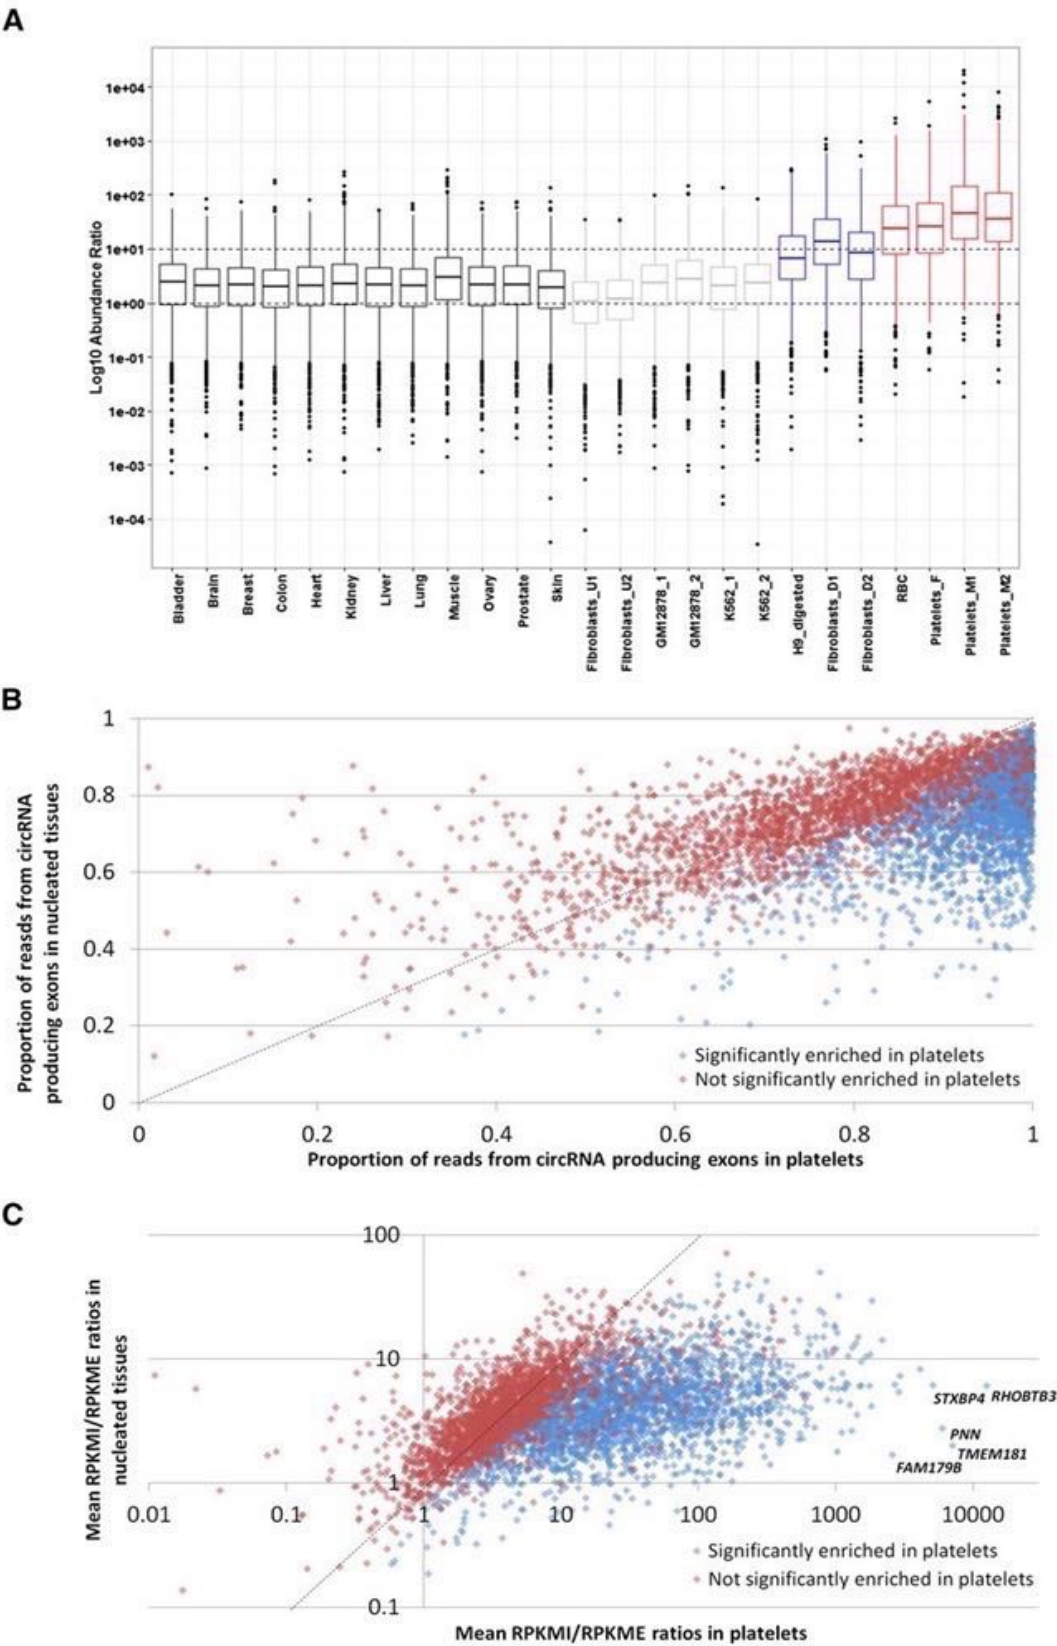 A
Log10 Abundance Ratio
1e+04
1e+03
1e+02
1e+01
1e+00
1e-01
1e-02
1e-03
1e-04
Bladder
Brain
Breast
Colon
Heart
Kidney
Liver
Lung
Muscle
Ovary
Prostate
Skin
Fibroblasts_U1
Fibroblasts_U2
GM12878_1
GM12878_2
K562_1
K562_2
H9_digested
Fibroblasts_D1
Fibroblasts_D2
RBC
Platelets_F
Platelets_M1
Platelets_M2
B
Proportion of reasds from circRNA
producing exons in nucleated tissues
1
0.8
0.6
0.4
0.2
0
Significantly enriched in platelets
Not significantly enriched in platelets
0 0.2 0.4 0.6 0.8 1
Proportion of reads from circRNA producing exons in platelets
C
Mean RPKMI/RPKME ratios in
nucleated tissues
100
10
STXBP4 RHOBTB3
PNN
TMEM181
FAM179B
1
0.01 0.1 1 10 100 1000 10000
Significantly enriched in platelets
Not significantly enriched in platelets
0.1
Mean RPKMI/RPKME ratios in platelets